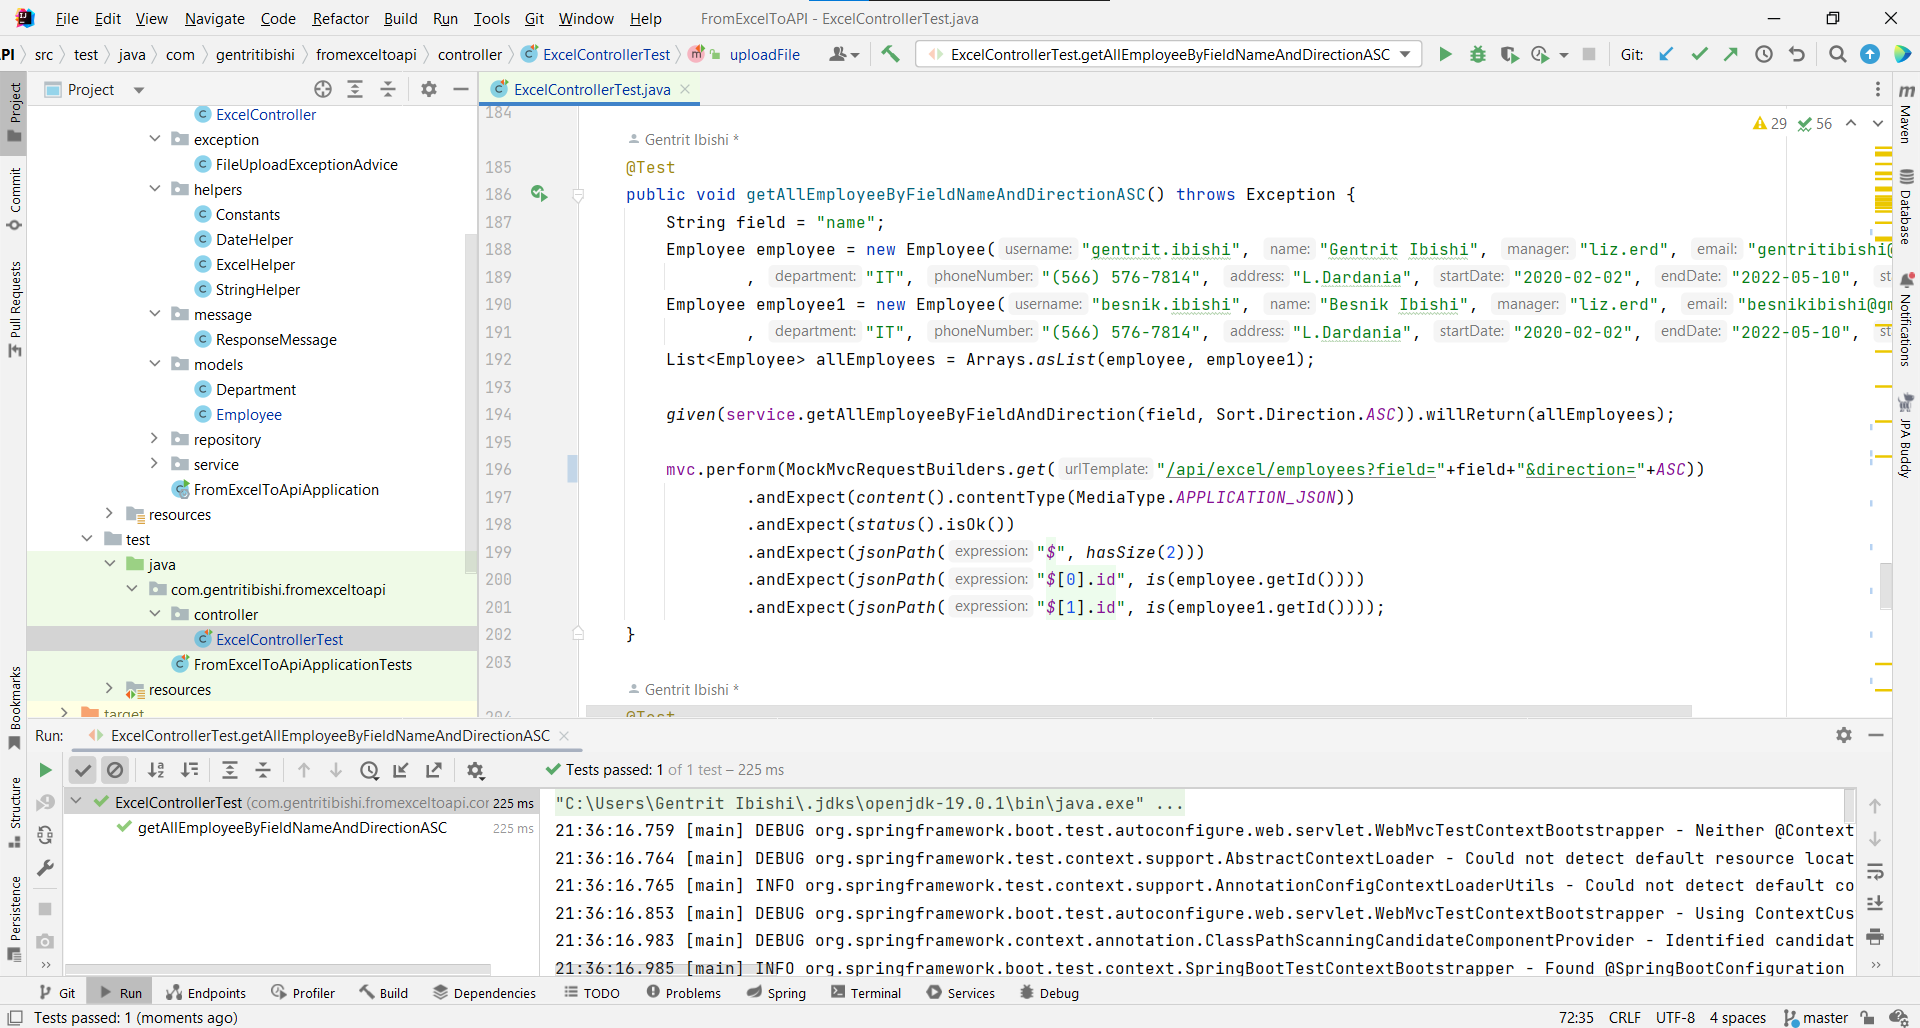 File Edit View Navigate Code Refactor Build Run Tools Git Window Help FromExcelToAPI - ExcelControllerTest.java
PI src test java com gentritibishi fromexceltoapi controller ExcelControllerTest uploadFile ExcelControllerTest.getAllEmployeeByFieldNameAndDirectionASC Git:
Project
ExcelControllerTest.java
ExcelController
exception
FileUploadExceptionAdvice
helpers
Constants
DateHelper
ExcelHelper
StringHelper
message
ResponseMessage
models
Department
Employee
repository
service
FromExcelToApiApplication
resources
test
java
com.gentritibishi.fromexceltoapi
controller
ExcelControllerTest
FromExcelToApiApplicationTests
resources
target
Project
Commit
Pull Requests
Bookmarks
Structure
Persistence
184
Gentrit Ibishi *
29 56
185 @Test
186 public void getAllEmployeeByFieldNameAndDirectionASC() throws Exception {
187 String field = "name";
188 Employee employee = new Employee( username: "gentrit.ibishi", name: "Gentrit Ibishi", manager: "liz.erd", email: "gentritibishi@
189 , department: "IT", phoneNumber: "(566) 576-7814", address: "L.Dardania", startDate: "2020-02-02", endDate: "2022-05-10", st
190 Employee employee1 = new Employee( username: "besnik.ibishi", name: "Besnik Ibishi", manager: "liz.erd", email: "besnikibishi@gm
191 , department: "IT", phoneNumber: "(566) 576-7814", address: "L.Dardania", startDate: "2020-02-02", endDate: "2022-05-10", st
192 List<Employee> allEmployees = Arrays.asList(employee, employee1);
193
194 given(service.getAllEmployeeByFieldAndDirection(field, Sort.Direction.ASC)).willReturn(allEmployees);
195
196 mvc.perform(MockMvcRequestBuilders.get( urlTemplate: "/api/excel/employees?field="+field+"&direction="+ASC))
197 .andExpect(content().contentType(MediaType.APPLICATION_JSON))
198 .andExpect(status().isOk())
199 .andExpect(jsonPath( expression: "$", hasSize(2)))
200 .andExpect(jsonPath( expression: "$[0].id", is(employee.getId())))
201 .andExpect(jsonPath( expression: "$[1].id", is(employee1.getId())));
202 }
203
Gentrit Ibishi *
204 @Test
Maven
Database
Notifications
JPA Buddy
Run: ExcelControllerTest.getAllEmployeeByFieldNameAndDirectionASC
Tests passed: 1 of 1 test – 225 ms
ExcelControllerTest (com.gentritibishi.fromexceltoapi.cor 225 ms
getAllEmployeeByFieldNameAndDirectionASC 225 ms
"C:\Users\Gentrit Ibishi\.jdks\openjdk-19.0.1\bin\java.exe" ...
21:36:16.759 [main] DEBUG org.springframework.boot.test.autoconfigure.web.servlet.WebMvcTestContextBootstrapper - Neither @Context
21:36:16.764 [main] DEBUG org.springframework.test.context.support.AbstractContextLoader - Could not detect default resource locat
21:36:16.765 [main] INFO org.springframework.test.context.support.AnnotationConfigContextLoaderUtils - Could not detect default co
21:36:16.853 [main] DEBUG org.springframework.boot.test.autoconfigure.web.servlet.WebMvcTestContextBootstrapper - Using ContextCus
21:36:16.983 [main] DEBUG org.springframework.context.annotation.ClassPathScanningCandidateComponentProvider - Identified candidat
21:36:16.985 [main] INFO org.springframework.boot.test.context.SpringBootTestContextBootstrapper - Found @SpringBootConfiguration
Git Run Endpoints Profiler Build Dependencies TODO Problems Spring Terminal Services Debug
Tests passed: 1 (moments ago) 72:35 CRLF UTF-8 4 spaces master